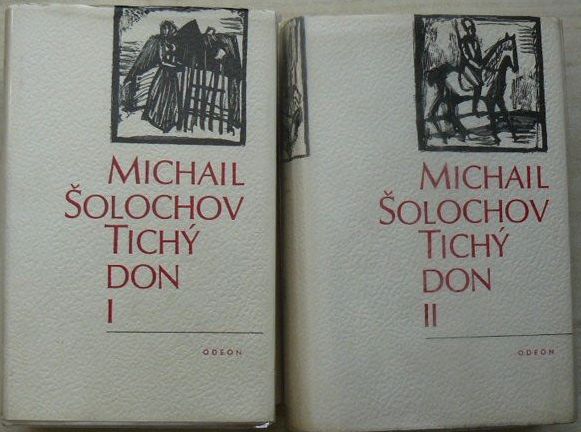 MICHAIL
ŠOLOCHOV
TICHÝ
DON
I
ODEON
MICHAIL
ŠOLOCHOV
TICHÝ
DON
II
ODEON